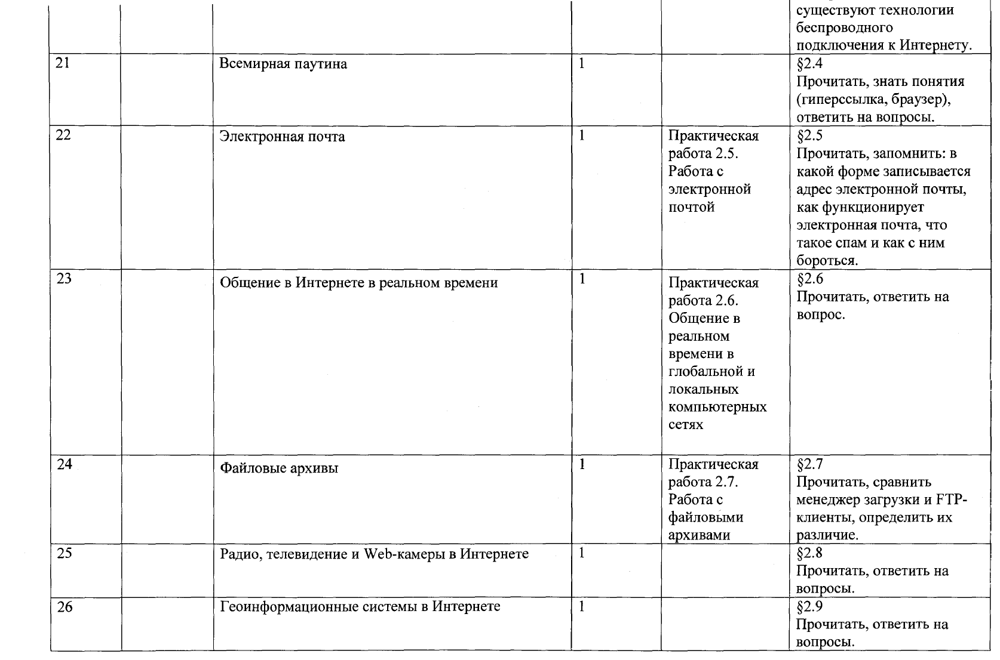 существуют технологии
беспроводного
подключения к Интернету.
21
Всемирная паутина
1
§2.4
Прочитать, знать понятия
(гиперссылка, браузер),
ответить на вопросы.
22
Электронная почта
1
Практическая
работа 2.5.
Работа с
электронной
почтой
§2.5
Прочитать, запомнить: в
какой форме записывается
адрес электронной почты,
как функционирует
электронная почта, что
такое спам и как с ним
бороться.
23
Общение в Интернете в реальном времени
1
Практическая
работа 2.6.
Общение в
реальном
времени в
глобальной и
локальных
компьютерных
сетях
§2.6
Прочитать, ответить на
вопрос.
24
Файловые архивы
1
Практическая
работа 2.7.
Работа с
файловыми
архивами
§2.7
Прочитать, сравнить
менеджер загрузки и FTP-
клиенты, определить их
различие.
25
Радио, телевидение и Web-камеры в Интернете
1
§2.8
Прочитать, ответить на
вопросы.
26
Геоинформационные системы в Интернете
1
§2.9
Прочитать, ответить на
вопросы.